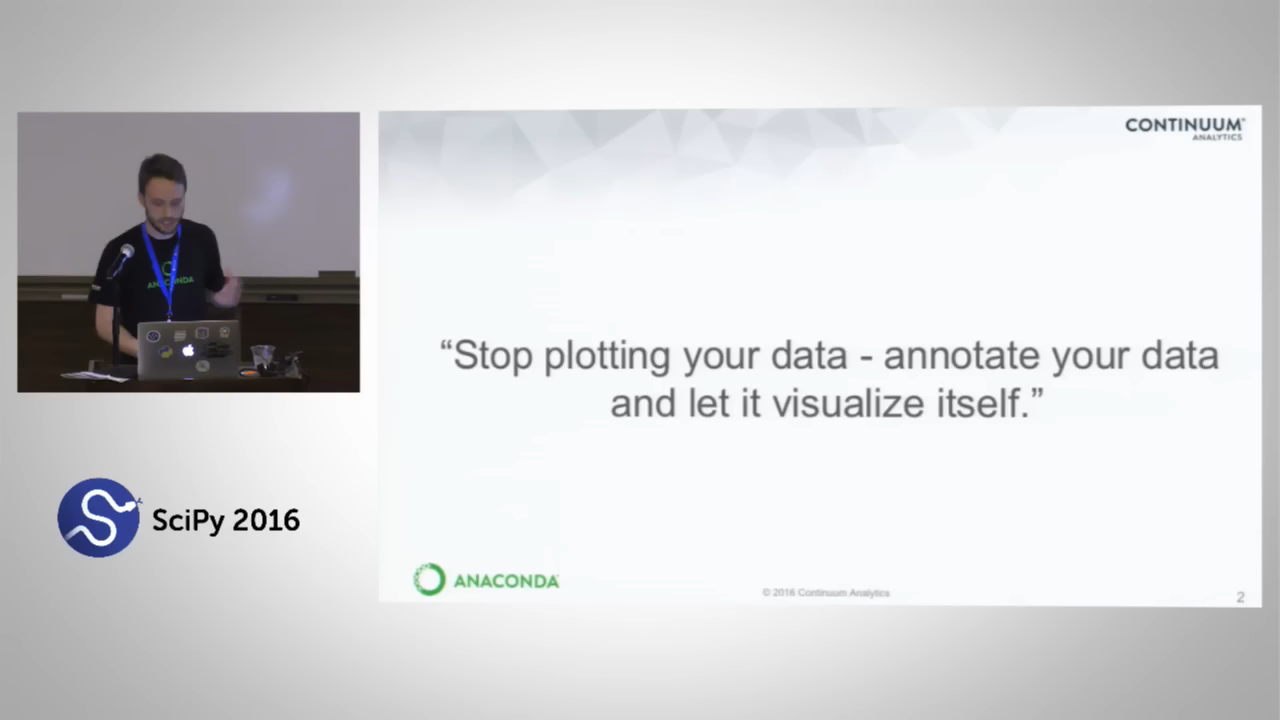 CONTINUUM
ANALYTICS
ANACONDA
“Stop plotting your data - annotate your data
and let it visualize itself.”
SciPy 2016
ANACONDA
© 2016 Continuum Analytics
2